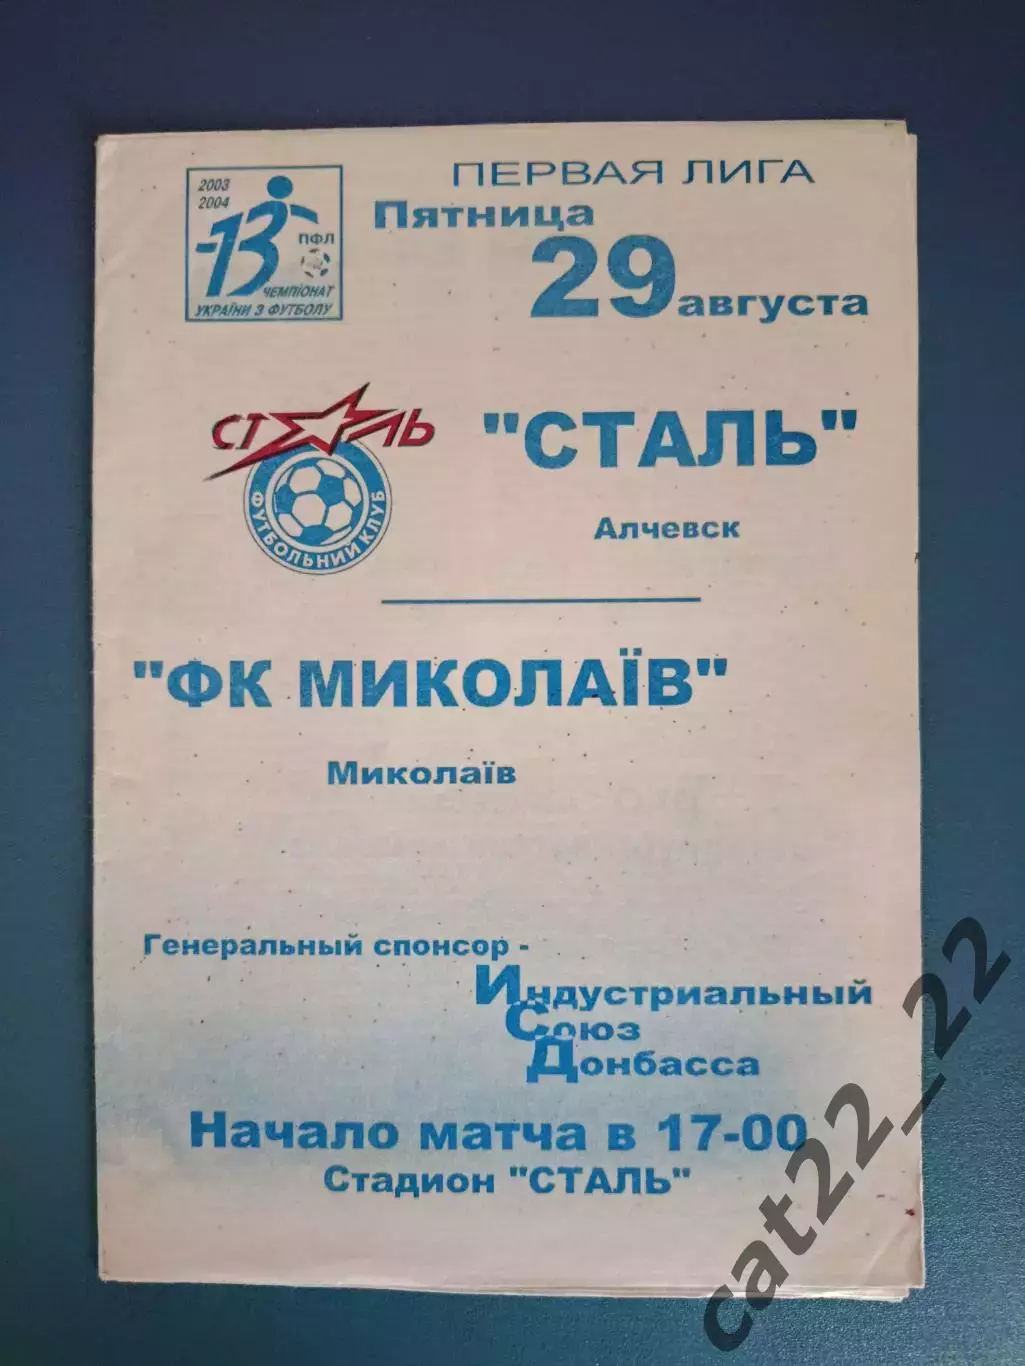 2003
2004
13
ПФЛ
ЧЕМПІОНАТ
УКРАЇНИ З ФУТБОЛУ
ПЕРВАЯ ЛИГА
Пятница
29 августа
СТАЛЬ
ФУТБОЛЬНИЙ КЛУБ
"СТАЛЬ"
Алчевск
"ФК МИКОЛАЇВ"
Миколаїв
Генеральный спонсор -
Индустриальный
Союз
Донбасса
Начало матча в 17-00
Стадион "СТАЛЬ"
cat22_22